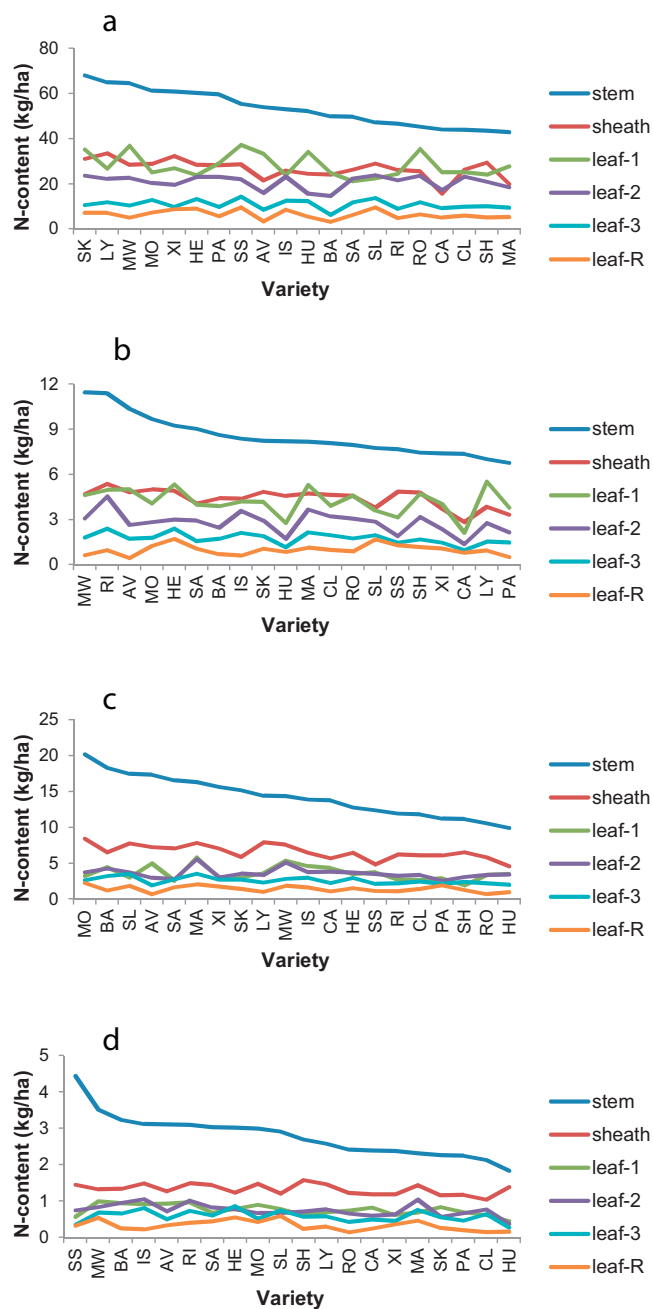 a
N-content (kg/ha)
80
60
40
20
0
SK LY MW MO XI HE PA SS AV IS HU BA SA SL RI RO CA CL SH MA
Variety
stem
sheath
leaf-1
leaf-2
leaf-3
leaf-R
b
N-content (kg/ha)
12
9
6
3
0
MW RI AV MO HE SA BA IS SK HU MA CL RO SL SS SH XI CA LY PA
Variety
stem
sheath
leaf-1
leaf-2
leaf-3
leaf-R
c
N-content (kg/ha)
25
20
15
10
5
0
MO BA SL AV SA MA XI SK LY MW IS CA HE SS RI CL PA SH RO HU
Variety
stem
sheath
leaf-1
leaf-2
leaf-3
leaf-R
d
N-content (kg/ha)
5
4
3
2
1
0
SS MW BA IS AV RI SA HE MO SL SH LY RO CA XI MA SK PA CL HU
Variety
stem
sheath
leaf-1
leaf-2
leaf-3
leaf-R